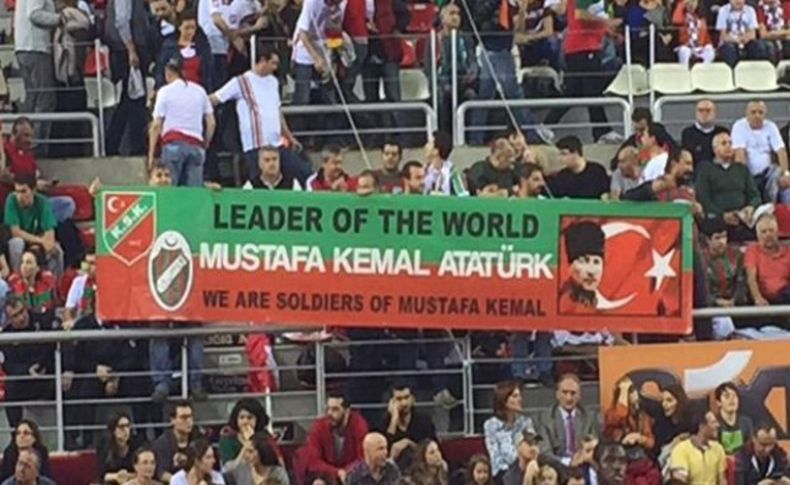 LEADER OF THE WORLD
K.S.K.
MUSTAFA KEMAL ATATÜRK
WE ARE SOLDIERS OF MUSTAFA KEMAL